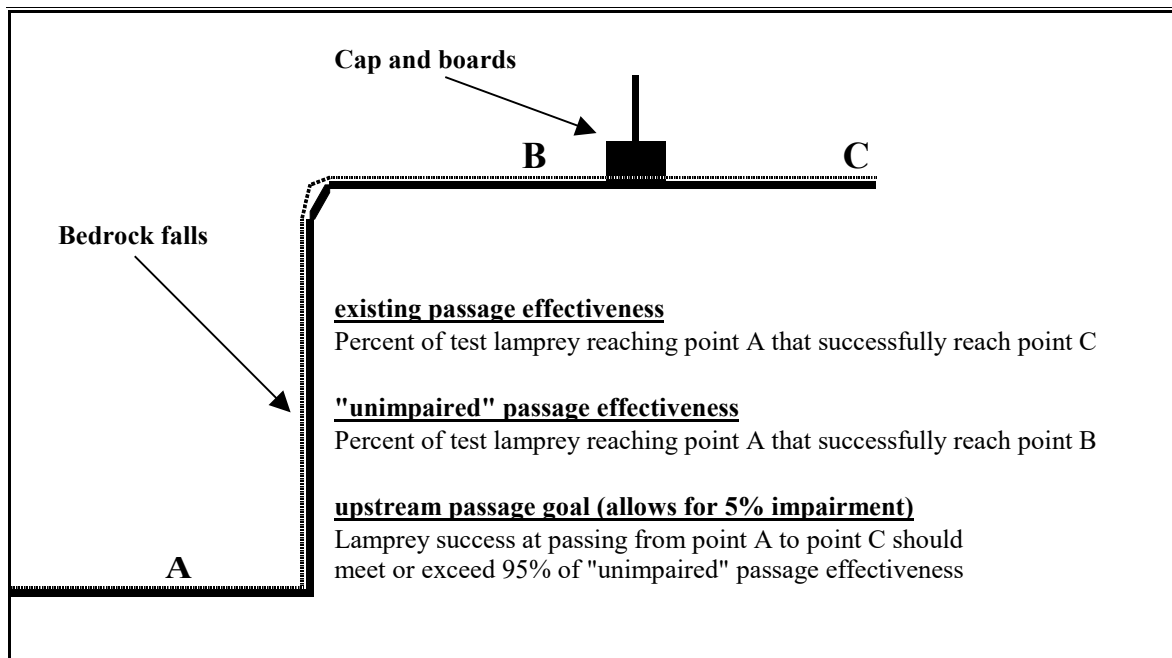 Cap and boards
B
C
Bedrock falls
existing passage effectiveness
Percent of test lamprey reaching point A that successfully reach point C
"unimpaired" passage effectiveness
Percent of test lamprey reaching point A that successfully reach point B
upstream passage goal (allows for 5% impairment)
Lamprey success at passing from point A to point C should
meet or exceed 95% of "unimpaired" passage effectiveness
A